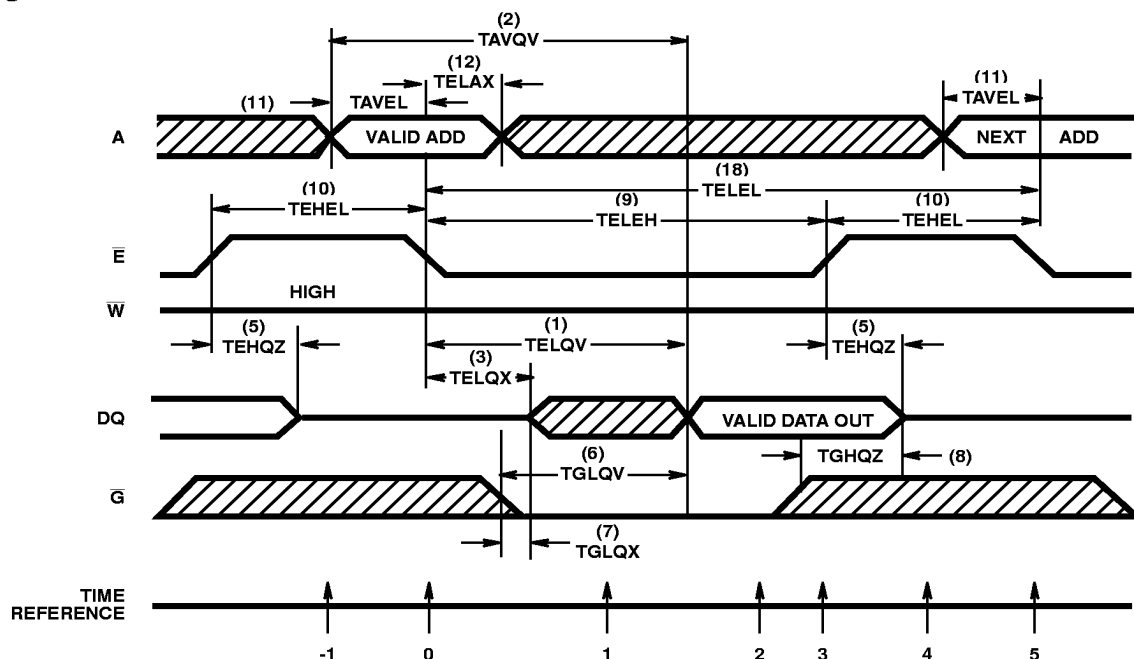 (2)
TAVQV
(12)
TELAX
(11)
TAVEL
(11)
TAVEL
A
VALID ADD
NEXT
ADD
(18)
TELEL
(10)
TEHEL
(9)
TELEH
(10)
TEHEL
E̅
HIGH
W̅
(5)
TEHQZ
(1)
TELQV
(5)
TEHQZ
(3)
TELQX
DQ
VALID DATA OUT
(6)
TGLQV
TGHQZ
(8)
G̅
(7)
TGLQX
TIME
REFERENCE
-1
0
1
2
3
4
5